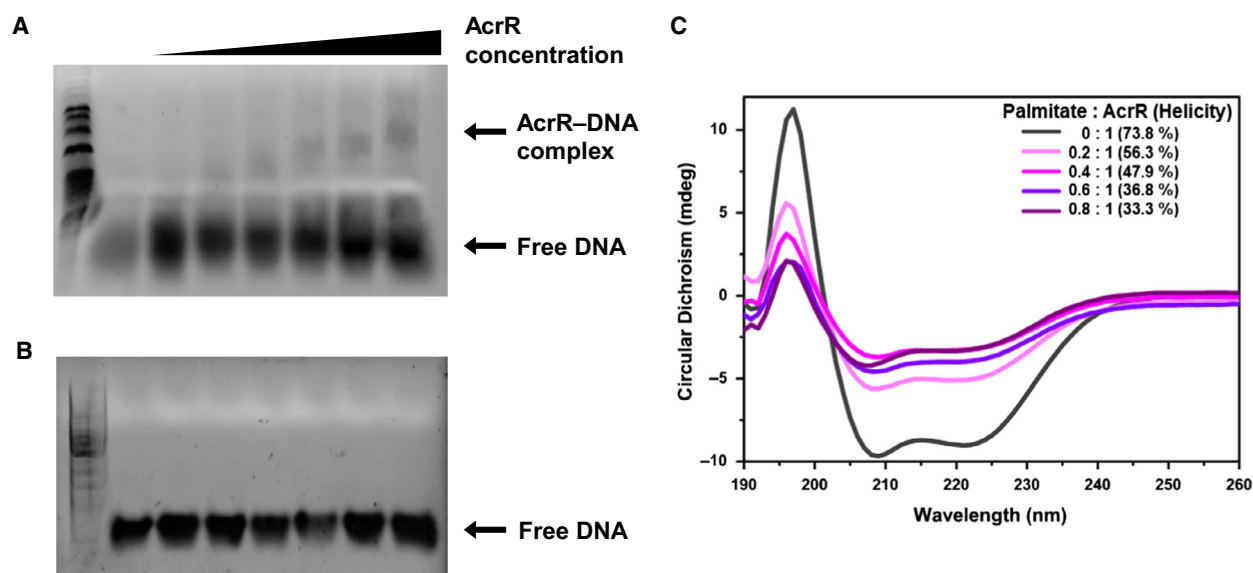 A
AcrR
concentration
AcrR–DNA
complex
Free DNA
B
Free DNA
C
Palmitate : AcrR (Helicity)
0 : 1 (73.8 %)
0.2 : 1 (56.3 %)
0.4 : 1 (47.9 %)
0.6 : 1 (36.8 %)
0.8 : 1 (33.3 %)
Circular Dichroism (mdeg)
10
5
0
–5
–10
190 200 210 220 230 240 250 260
Wavelength (nm)